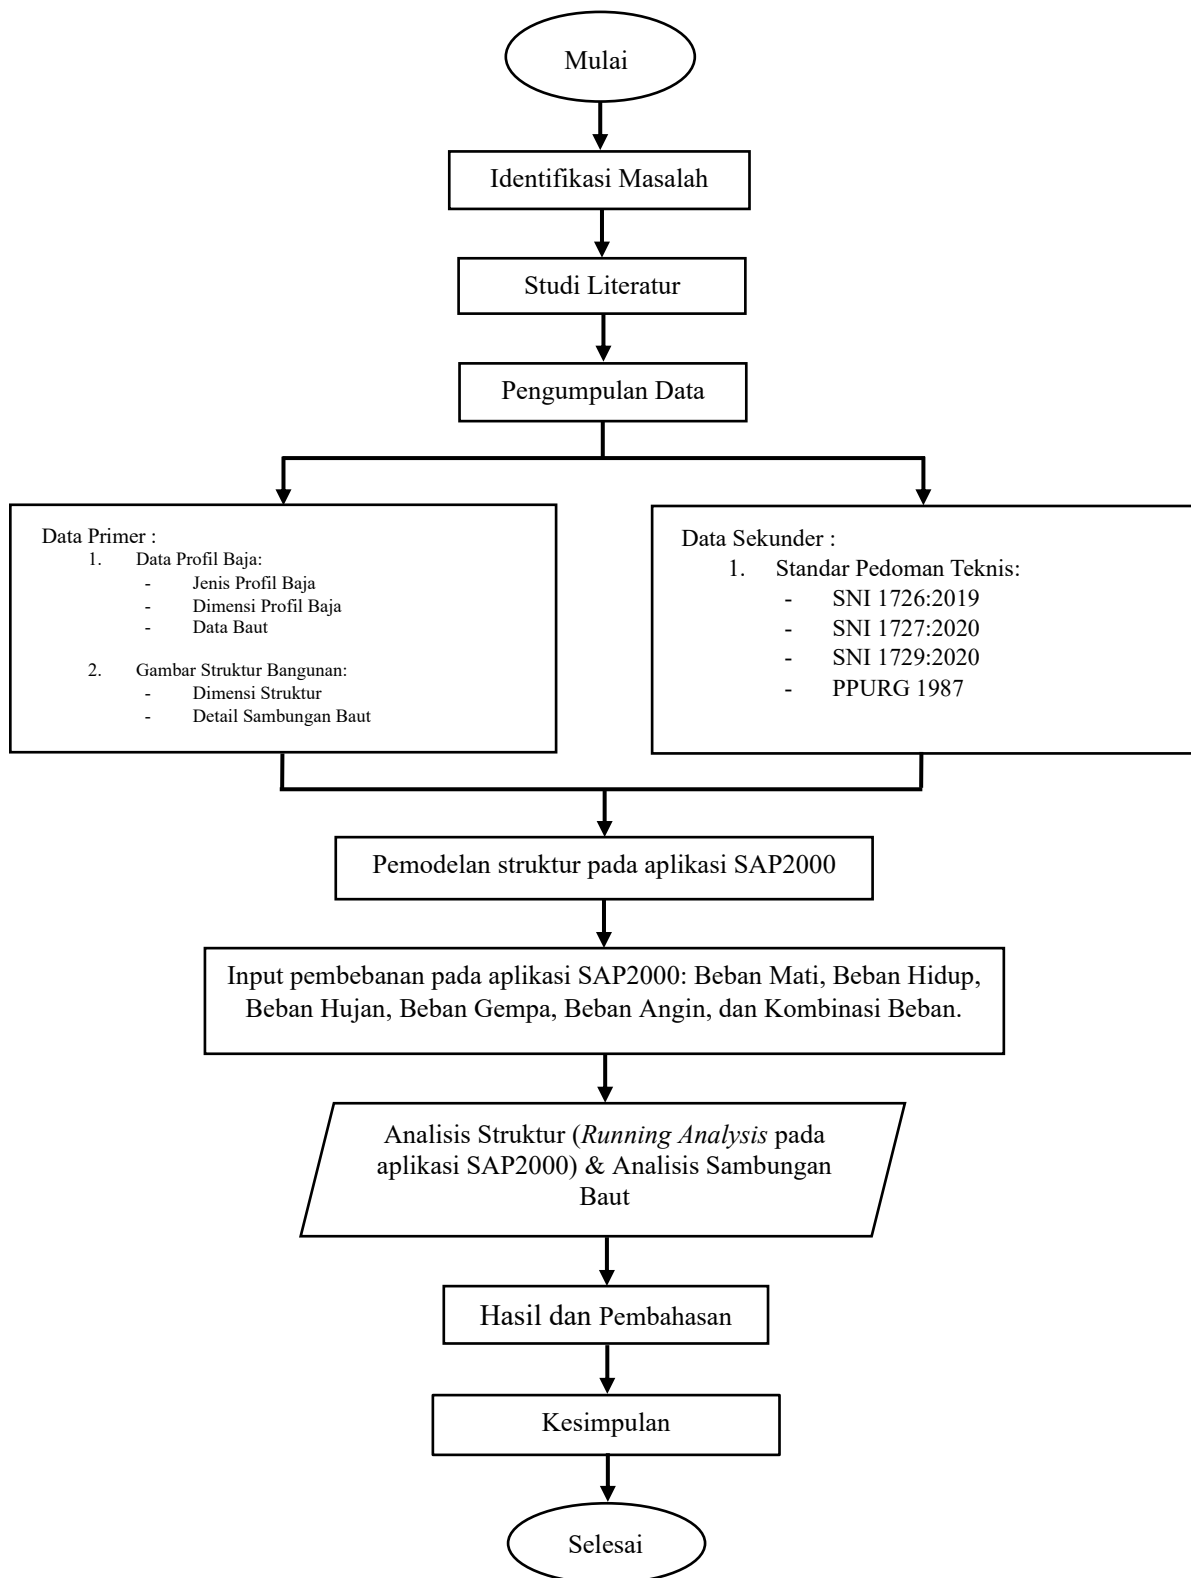 Mulai
Identifikasi Masalah
Studi Literatur
Pengumpulan Data
Data Primer :
1. Data Profil Baja:
- Jenis Profil Baja
- Dimensi Profil Baja
- Data Baut
2. Gambar Struktur Bangunan:
- Dimensi Struktur
- Detail Sambungan Baut
Data Sekunder :
1. Standar Pedoman Teknis:
- SNI 1726:2019
- SNI 1727:2020
- SNI 1729:2020
- PPURG 1987
Pemodelan struktur pada aplikasi SAP2000
Input pembebanan pada aplikasi SAP2000: Beban Mati, Beban Hidup,
Beban Hujan, Beban Gempa, Beban Angin, dan Kombinasi Beban.
Analisis Struktur (Running Analysis pada
aplikasi SAP2000) & Analisis Sambungan
Baut
Hasil dan Pembahasan
Kesimpulan
Selesai